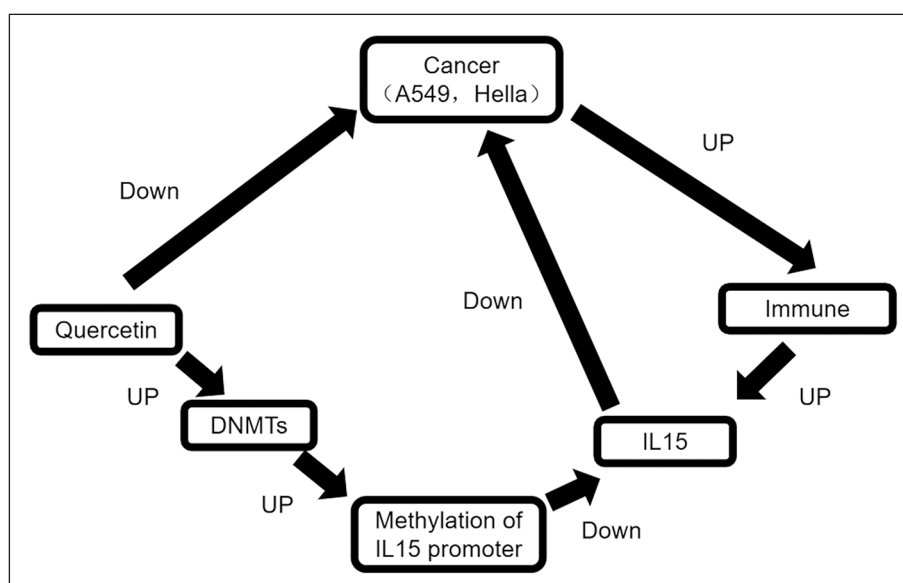 Cancer
（A549，Hella）
UP
Down
Immune
Down
Quercetin
UP
UP
DNMTs
IL15
UP
Methylation of
IL15 promoter
Down